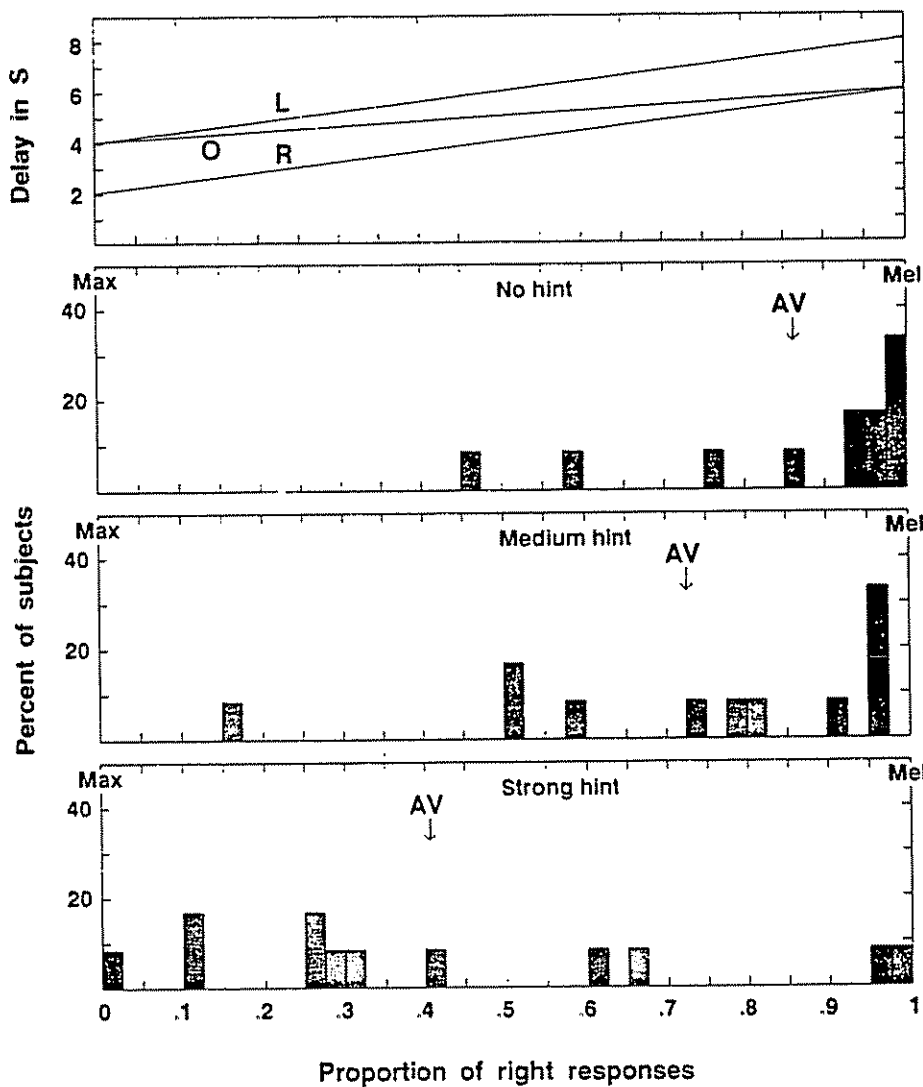 Delay in S
8
6
4
2
L
O
R
Percent of subjects
Max
No hint
Mel
AV
40
20
Max
Medium hint
Mel
AV
40
20
Max
Strong hint
Mel
AV
40
20
0 .1 .2 .3 .4 .5 .6 .7 .8 .9 1
Proportion of right responses